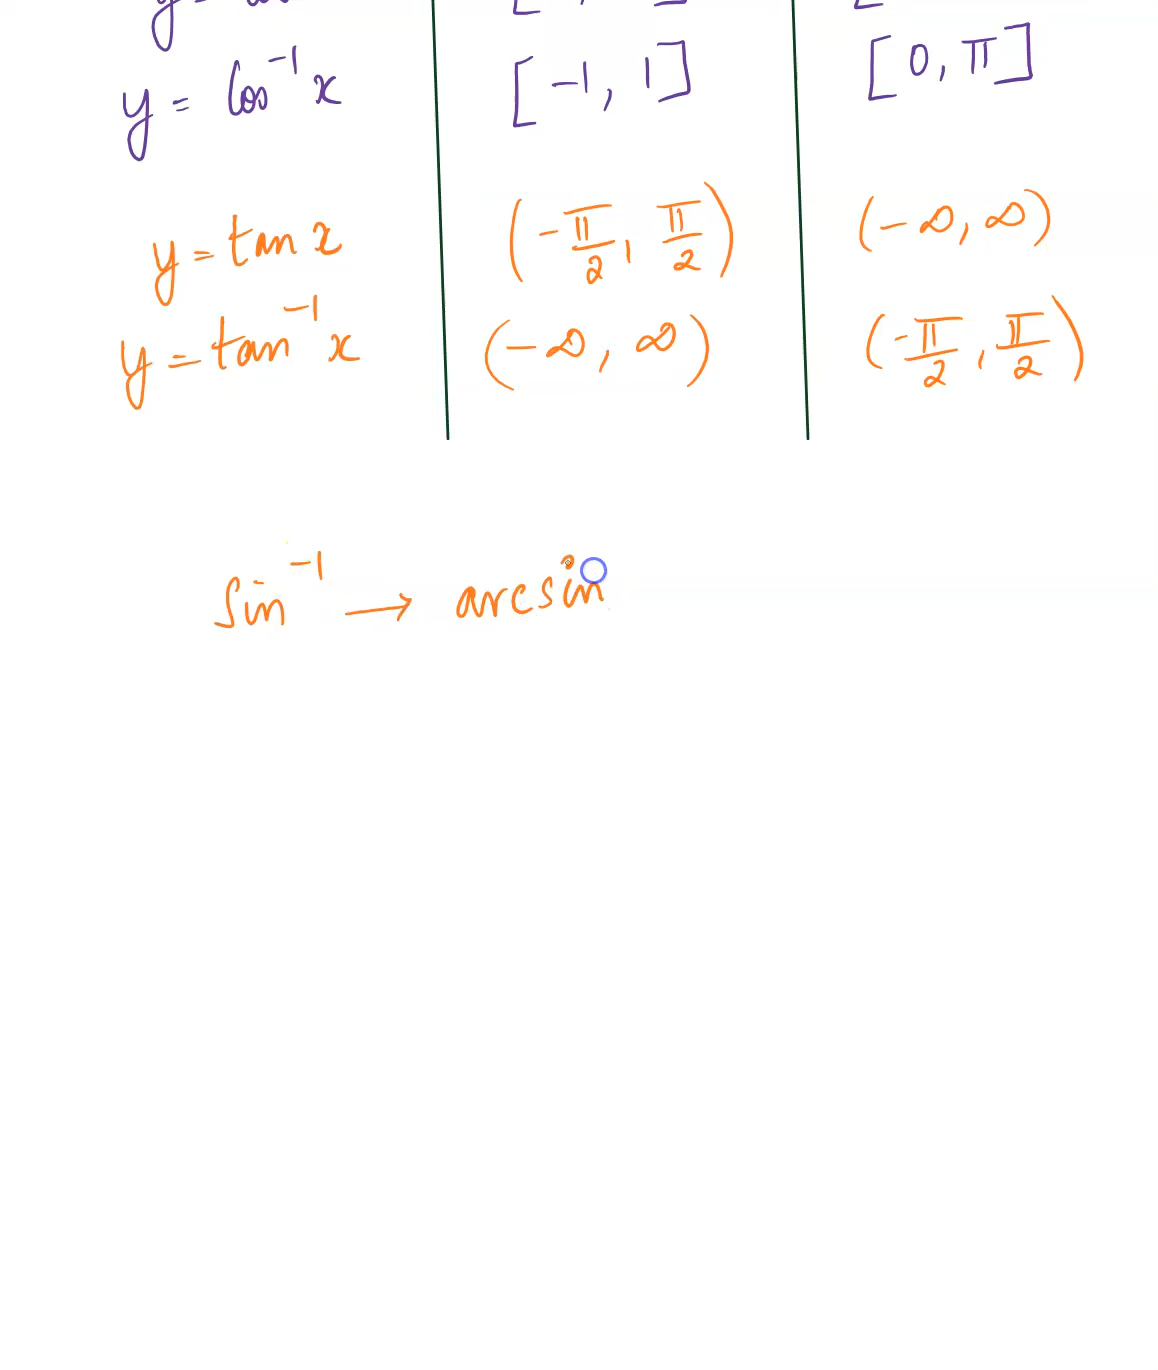 y = cos⁻¹ x [-1, 1] [0, π]
y = tan x (-π/2, π/2) (-∞, ∞)
y = tan⁻¹ x (-∞, ∞) (-π/2, π/2)
sin⁻¹ → arcsin